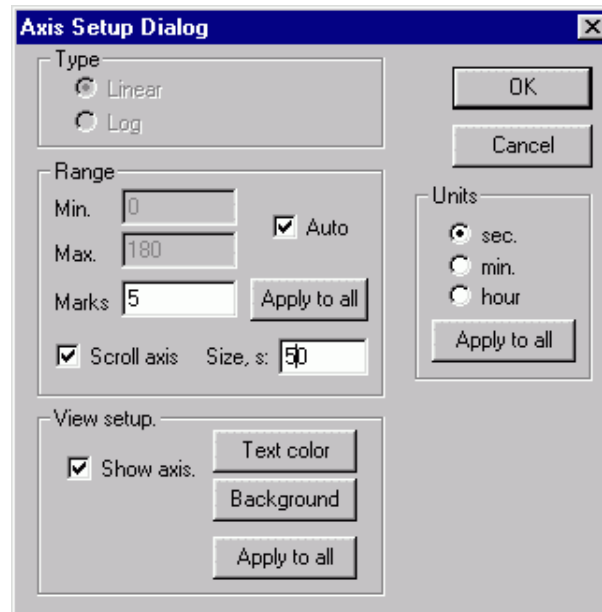 Axis Setup Dialog
Type
Linear
Log
OK
Cancel
Range
Min. 0
Max. 180
Auto
Marks 5 Apply to all
Scroll axis Size, s: 50
Units
sec.
min.
hour
Apply to all
View setup.
Show axis.
Text color
Background
Apply to all